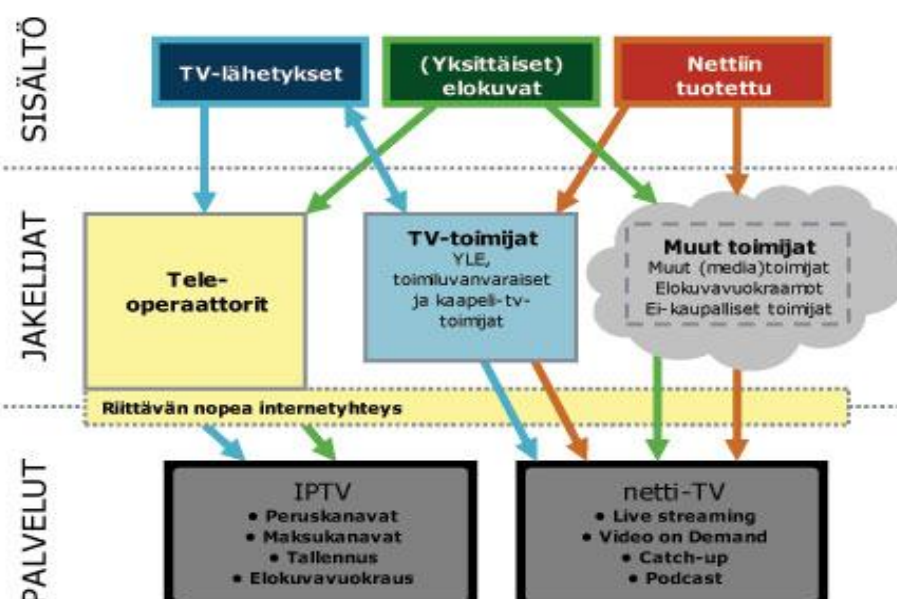 SISÄLTÖ
TV-lähetykset
(Yksittäiset)
elokuvat
Nettiin
tuotettu
JAKELIJAT
Tele-
operaattorit
TV-toimijat
YLE,
toimiluvanvaraiset
ja kaapeli-tv-
toimijat
Muut toimijat
Muut (media)toimijat
Elokuvavuokraamot
Ei-kaupalliset toimijat
Riittävän nopea internetyhteys
PALVELUT
IPTV
• Peruskanavat
• Maksukanavat
• Tallennus
• Elokuvavuokraus
netti-TV
• Live streaming
• Video on Demand
• Catch-up
• Podcast